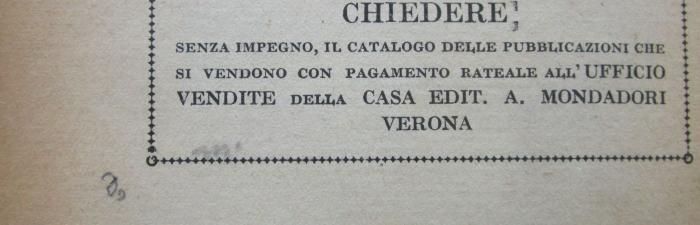 CHIEDERE,
SENZA IMPEGNO, IL CATALOGO DELLE PUBBLICAZIONI CHE
SI VENDONO CON PAGAMENTO RATEALE ALL'UFFICIO
VENDITE DELLA CASA EDIT. A. MONDADORI
VERONA